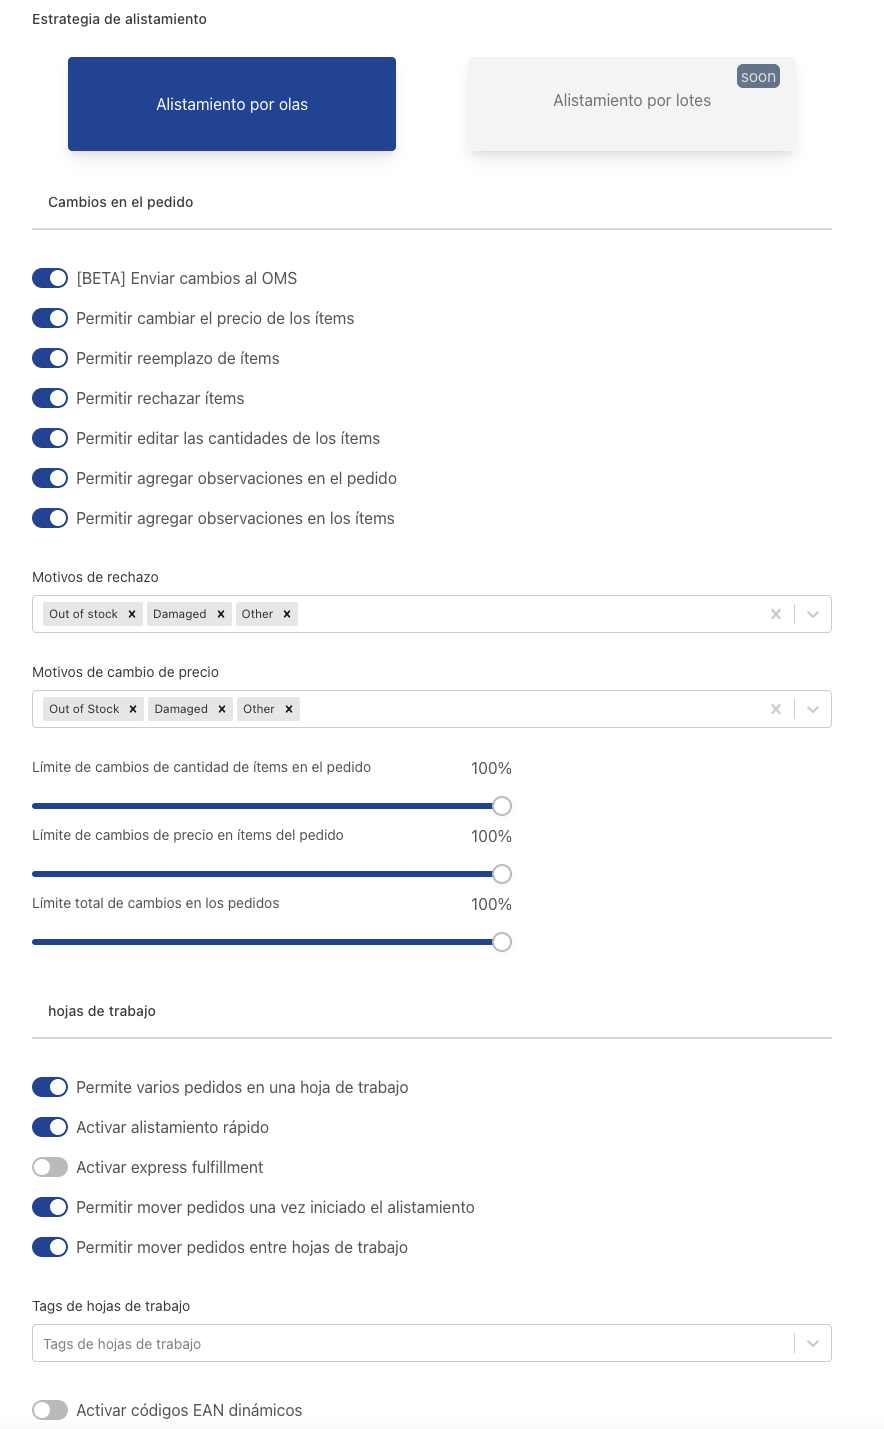 Estrategia de alistamiento
Alistamiento por olas
soon
Alistamiento por lotes
Cambios en el pedido
[BETA] Enviar cambios al OMS
Permitir cambiar el precio de los ítems
Permitir reemplazo de ítems
Permitir rechazar ítems
Permitir editar las cantidades de los ítems
Permitir agregar observaciones en el pedido
Permitir agregar observaciones en los ítems
Motivos de rechazo
Out of stock Damaged Other
Motivos de cambio de precio
Out of Stock Damaged Other
Límite de cambios de cantidad de ítems en el pedido 100%
Límite de cambios de precio en ítems del pedido 100%
Límite total de cambios en los pedidos 100%
hojas de trabajo
Permite varios pedidos en una hoja de trabajo
Activar alistamiento rápido
Activar express fulfillment
Permitir mover pedidos una vez iniciado el alistamiento
Permitir mover pedidos entre hojas de trabajo
Tags de hojas de trabajo
Tags de hojas de trabajo
Activar códigos EAN dinámicos